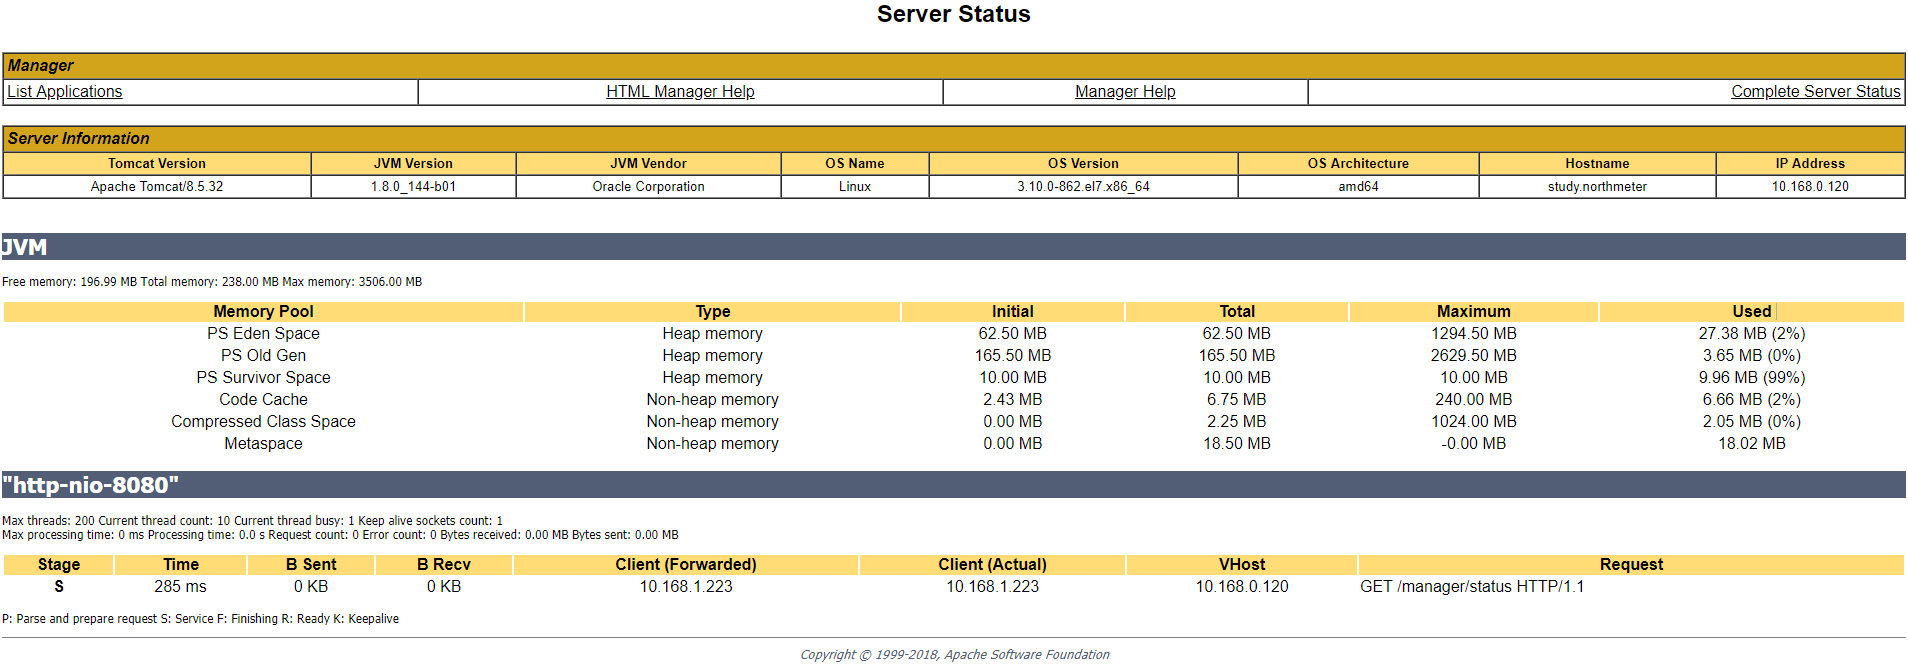 Server Status
Manager
List Applications HTML Manager Help Manager Help Complete Server Status
Server Information
Tomcat Version JVM Version JVM Vendor OS Name OS Version OS Architecture Hostname IP Address
Apache Tomcat/8.5.32 1.8.0_144-b01 Oracle Corporation Linux 3.10.0-862.el7.x86_64 amd64 study.northmeter 10.168.0.120
JVM
Free memory: 196.99 MB Total memory: 238.00 MB Max memory: 3506.00 MB
Memory Pool Type Initial Total Maximum Used
PS Eden Space Heap memory 62.50 MB 62.50 MB 1294.50 MB 27.38 MB (2%)
PS Old Gen Heap memory 165.50 MB 165.50 MB 2629.50 MB 3.65 MB (0%)
PS Survivor Space Heap memory 10.00 MB 10.00 MB 10.00 MB 9.96 MB (99%)
Code Cache Non-heap memory 2.43 MB 6.75 MB 240.00 MB 6.66 MB (2%)
Compressed Class Space Non-heap memory 0.00 MB 2.25 MB 1024.00 MB 2.05 MB (0%)
Metaspace Non-heap memory 0.00 MB 18.50 MB -0.00 MB 18.02 MB
"http-nio-8080"
Max threads: 200 Current thread count: 10 Current thread busy: 1 Keep alive sockets count: 1
Max processing time: 0 ms Processing time: 0.0 s Request count: 0 Error count: 0 Bytes received: 0.00 MB Bytes sent: 0.00 MB
Stage Time B Sent B Recv Client (Forwarded) Client (Actual) VHost Request
S 285 ms 0 KB 0 KB 10.168.1.223 10.168.1.223 10.168.0.120 GET /manager/status HTTP/1.1
P: Parse and prepare request S: Service F: Finishing R: Ready K: Keepalive
Copyright © 1999-2018, Apache Software Foundation